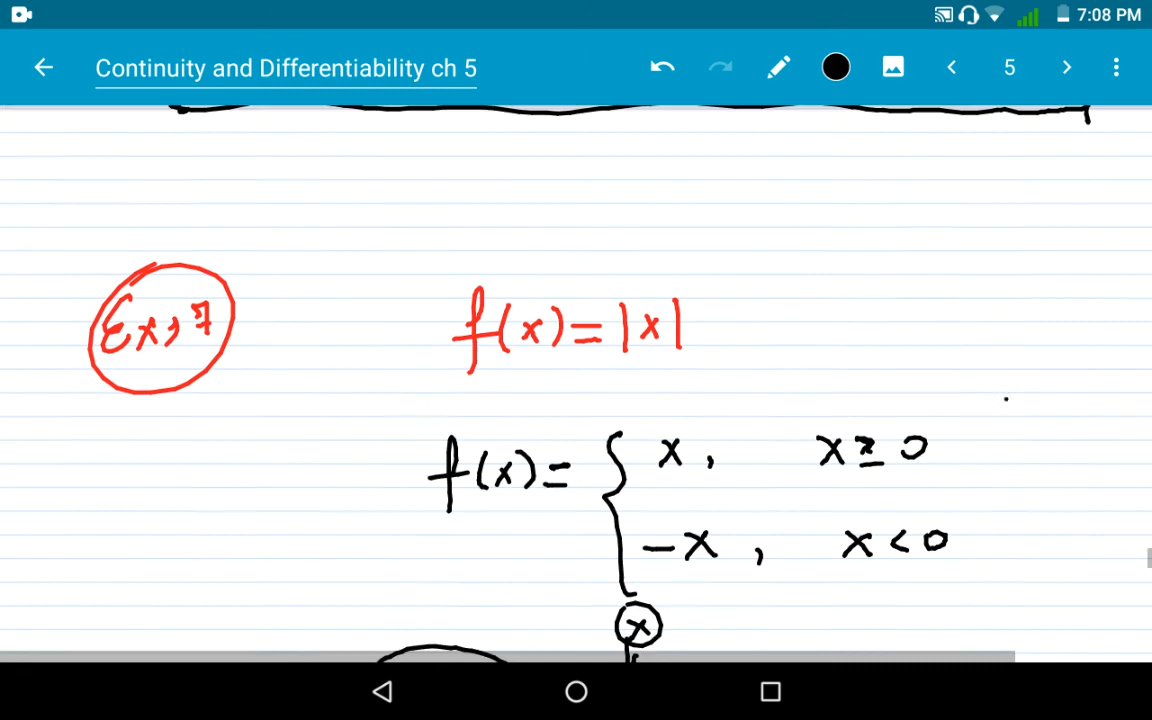 7:08 PM
Continuity and Differentiability ch 5
5
Ex, 7
f(x) = |x|
f(x) = { x , x ≥ 0
-x , x < 0
x